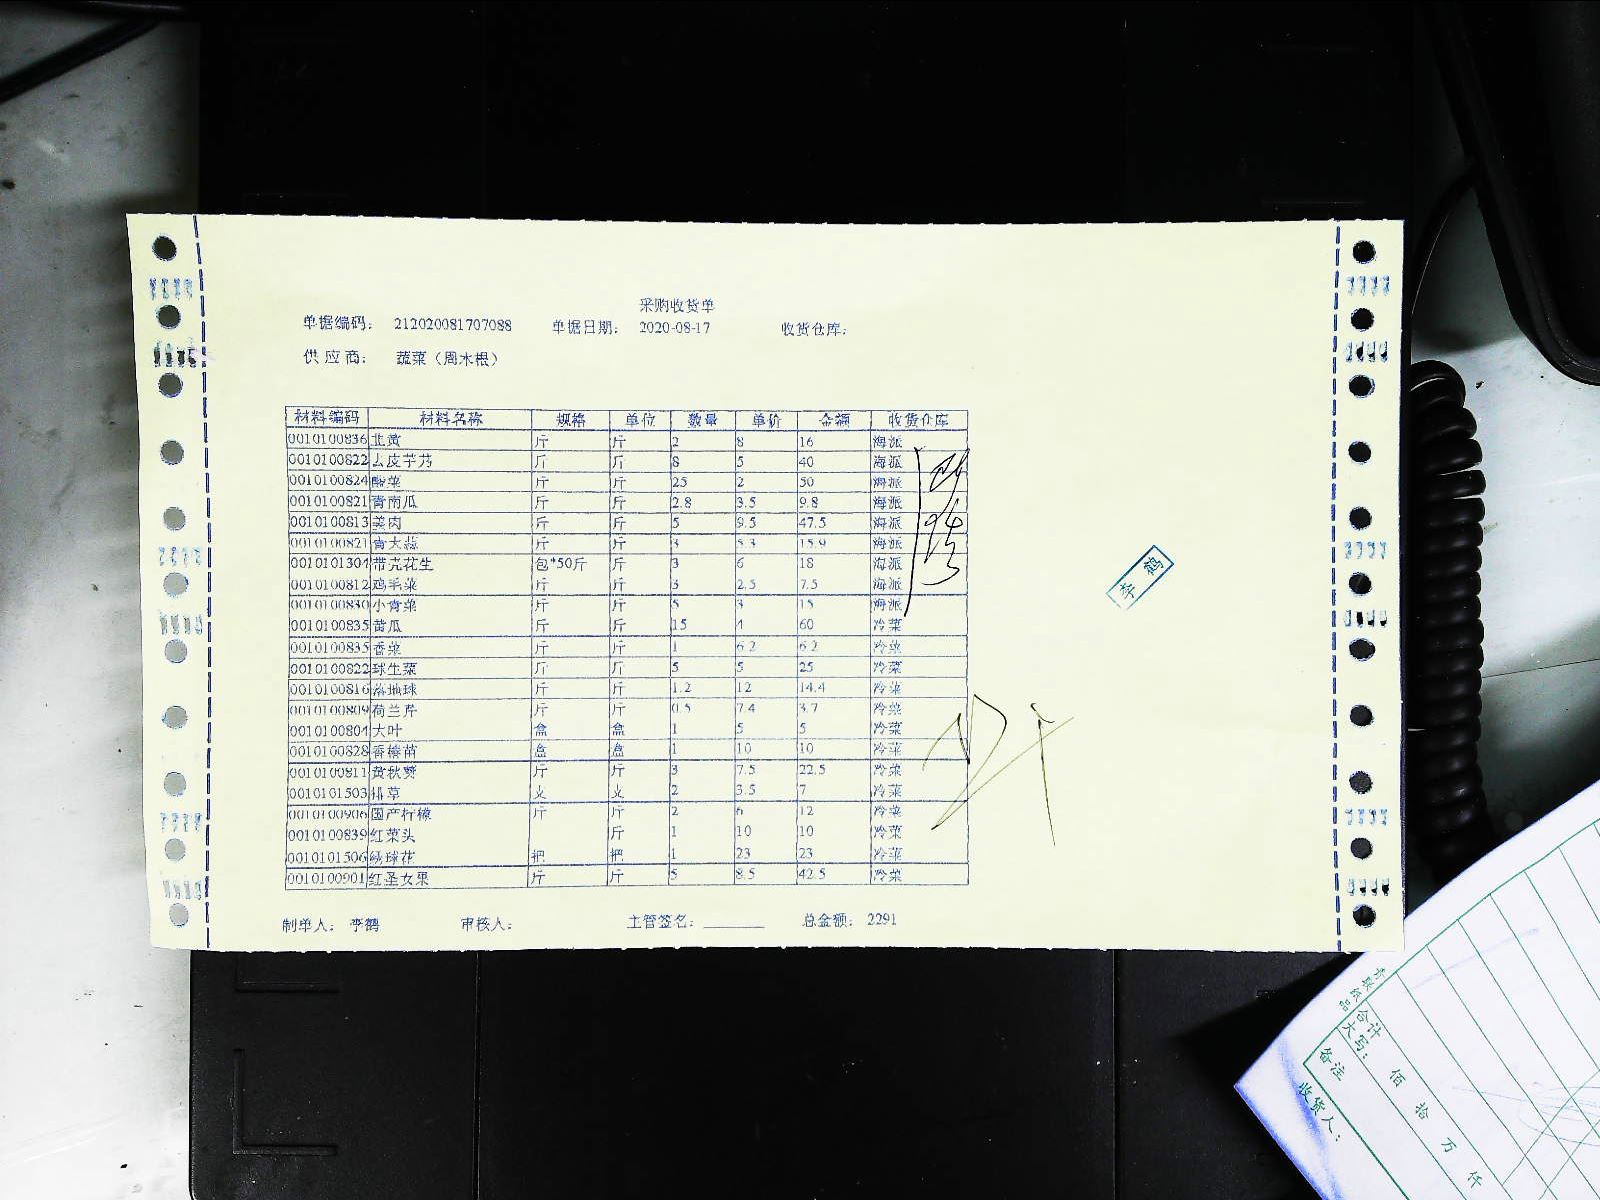 采购收货单
单据编码: 212020081707088 单据日期: 2020-08-17 收货仓库:
供应商: 蔬菜（周木根）
材料编码 材料名称 规格 单位 数量 单价 金额 收货仓库
0010100836 韭黄 斤 斤 2 8 16 海派
0010100822 去皮芋艿 斤 斤 8 5 40 海派
0010100824 酸菜 斤 斤 25 2 50 海派
0010100821 青南瓜 斤 斤 2.8 3.5 9.8 海派
0010100813 姜肉 斤 斤 5 9.5 47.5 海派
0010100821 青大蒜 斤 斤 3 5.3 15.9 海派
0010101304 带壳花生 包*50斤 斤 3 6 18 海派
0010100812 鸡毛菜 斤 斤 3 2.5 7.5 海派
0010100830 小青菜 斤 斤 5 3 15 海派
0010100835 黄瓜 斤 斤 15 4 60 冷菜
0010100835 香菜 斤 斤 1 6.2 6.2 冷菜
0010100822 球生菜 斤 斤 5 5 25 冷菜
0010100816 落地球 斤 斤 1.2 12 14.4 冷菜
0010100809 荷兰芹 斤 斤 0.5 7.4 3.7 冷菜
0010100804 大叶 盒 盒 1 5 5 冷菜
0010100828 香椿苗 盒 盒 1 10 10 冷菜
0010100811 黄秋葵 斤 斤 3 7.5 22.5 冷菜
0010101503 排草 支 支 2 3.5 7 冷菜
0010100906 国产柠檬 斤 斤 2 6 12 冷菜
0010100839 红菜头 斤 1 10 10 冷菜
0010101506 绣球花 把 把 1 23 23 冷菜
0010100901 红圣女果 斤 斤 5 8.5 42.5 冷菜
制单人: 李鹤 审核人: 主管签名: ______ 总金额: 2291
李鹤
合计
大写: 佰 拾 万 仟
备注
收货人: